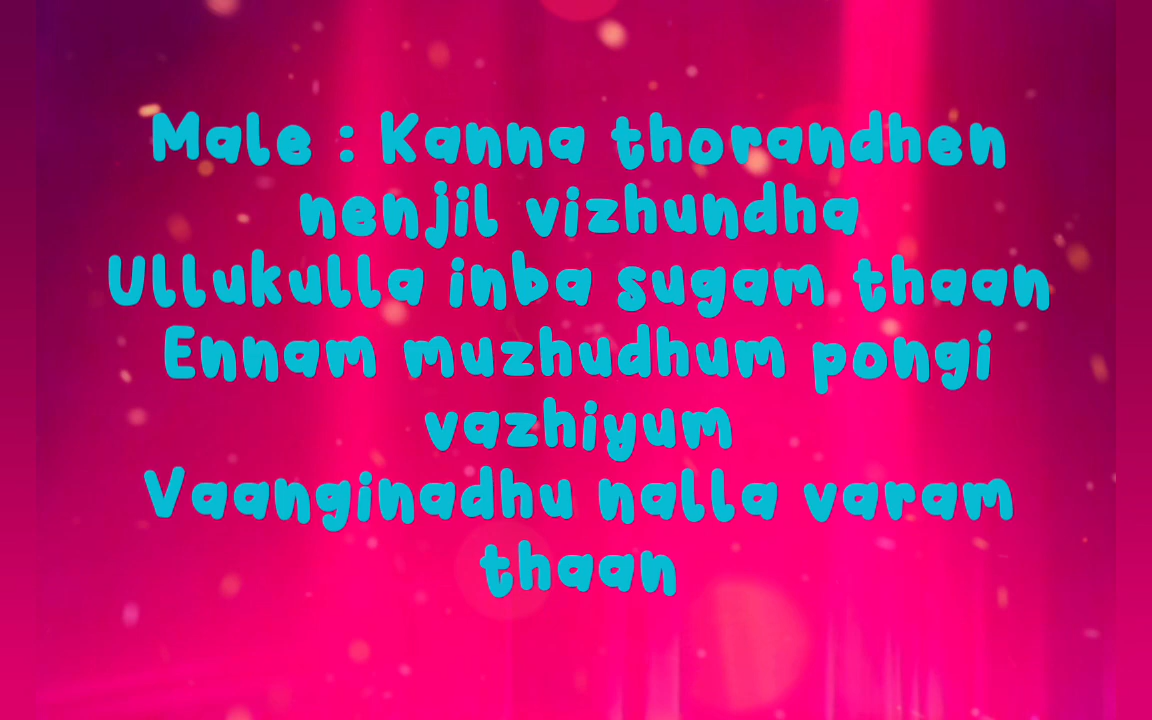 Male : Kanna thorandhen
nenjil vizhundha
Ullukulla inba sugam thaan
Ennam muzhudhum pongi
vazhiyum
Vaanginadhu nalla varam
thaan